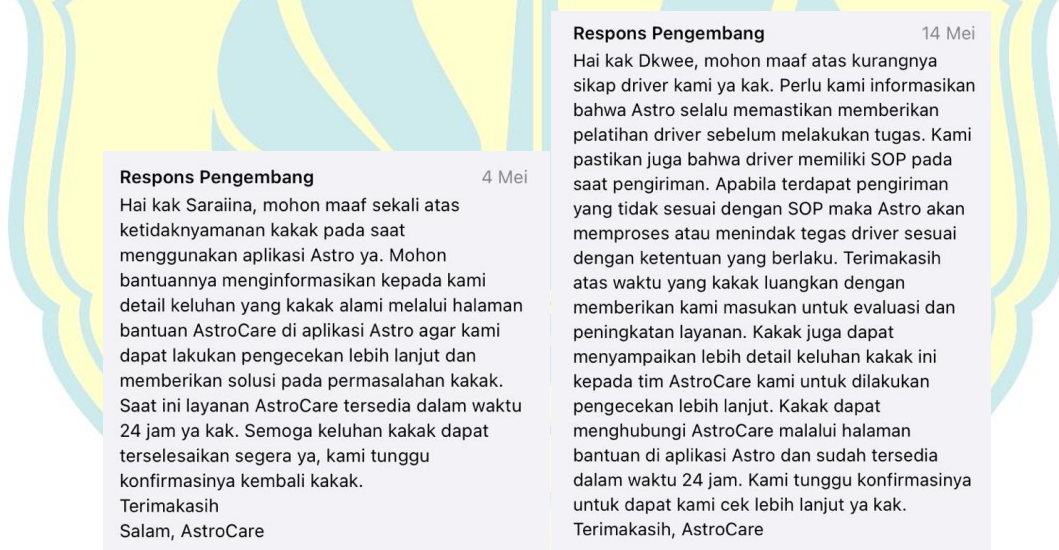 Respons Pengembang 4 Mei
Hai kak Saraiina, mohon maaf sekali atas
ketidaknyamanan kakak pada saat
menggunakan aplikasi Astro ya. Mohon
bantuannya menginformasikan kepada kami
detail keluhan yang kakak alami melalui halaman
bantuan AstroCare di aplikasi Astro agar kami
dapat lakukan pengecekan lebih lanjut dan
memberikan solusi pada permasalahan kakak.
Saat ini layanan AstroCare tersedia dalam waktu
24 jam ya kak. Semoga keluhan kakak dapat
terselesaikan segera ya, kami tunggu
konfirmasinya kembali kakak.
Terimakasih
Salam, AstroCare
Respons Pengembang 14 Mei
Hai kak Dkwee, mohon maaf atas kurangnya
sikap driver kami ya kak. Perlu kami informasikan
bahwa Astro selalu memastikan memberikan
pelatihan driver sebelum melakukan tugas. Kami
pastikan juga bahwa driver memiliki SOP pada
saat pengiriman. Apabila terdapat pengiriman
yang tidak sesuai dengan SOP maka Astro akan
memproses atau menindak tegas driver sesuai
dengan ketentuan yang berlaku. Terimakasih
atas waktu yang kakak luangkan dengan
memberikan kami masukan untuk evaluasi dan
peningkatan layanan. Kakak juga dapat
menyampaikan lebih detail keluhan kakak ini
kepada tim AstroCare kami untuk dilakukan
pengecekan lebih lanjut. Kakak dapat
menghubungi AstroCare malalui halaman
bantuan di aplikasi Astro dan sudah tersedia
dalam waktu 24 jam. Kami tunggu konfirmasinya
untuk dapat kami cek lebih lanjut ya kak.
Terimakasih, AstroCare